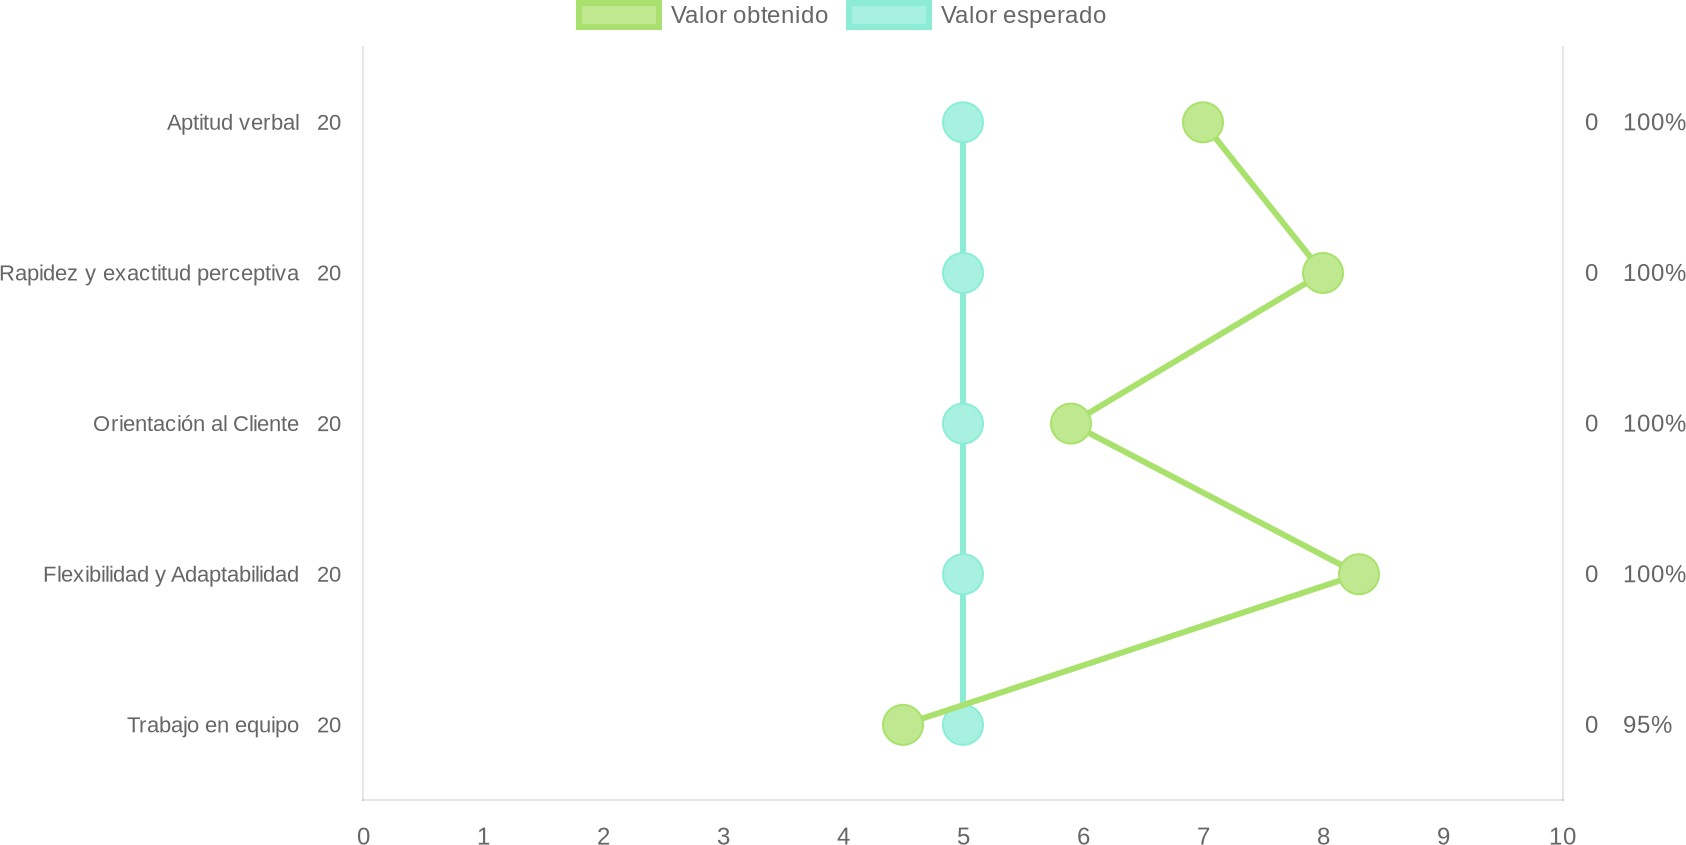 Valor obtenido Valor esperado
Aptitud verbal 20 0 100%
Rapidez y exactitud perceptiva 20 0 100%
Orientación al Cliente 20 0 100%
Flexibilidad y Adaptabilidad 20 0 100%
Trabajo en equipo 20 0 95%
0 1 2 3 4 5 6 7 8 9 10